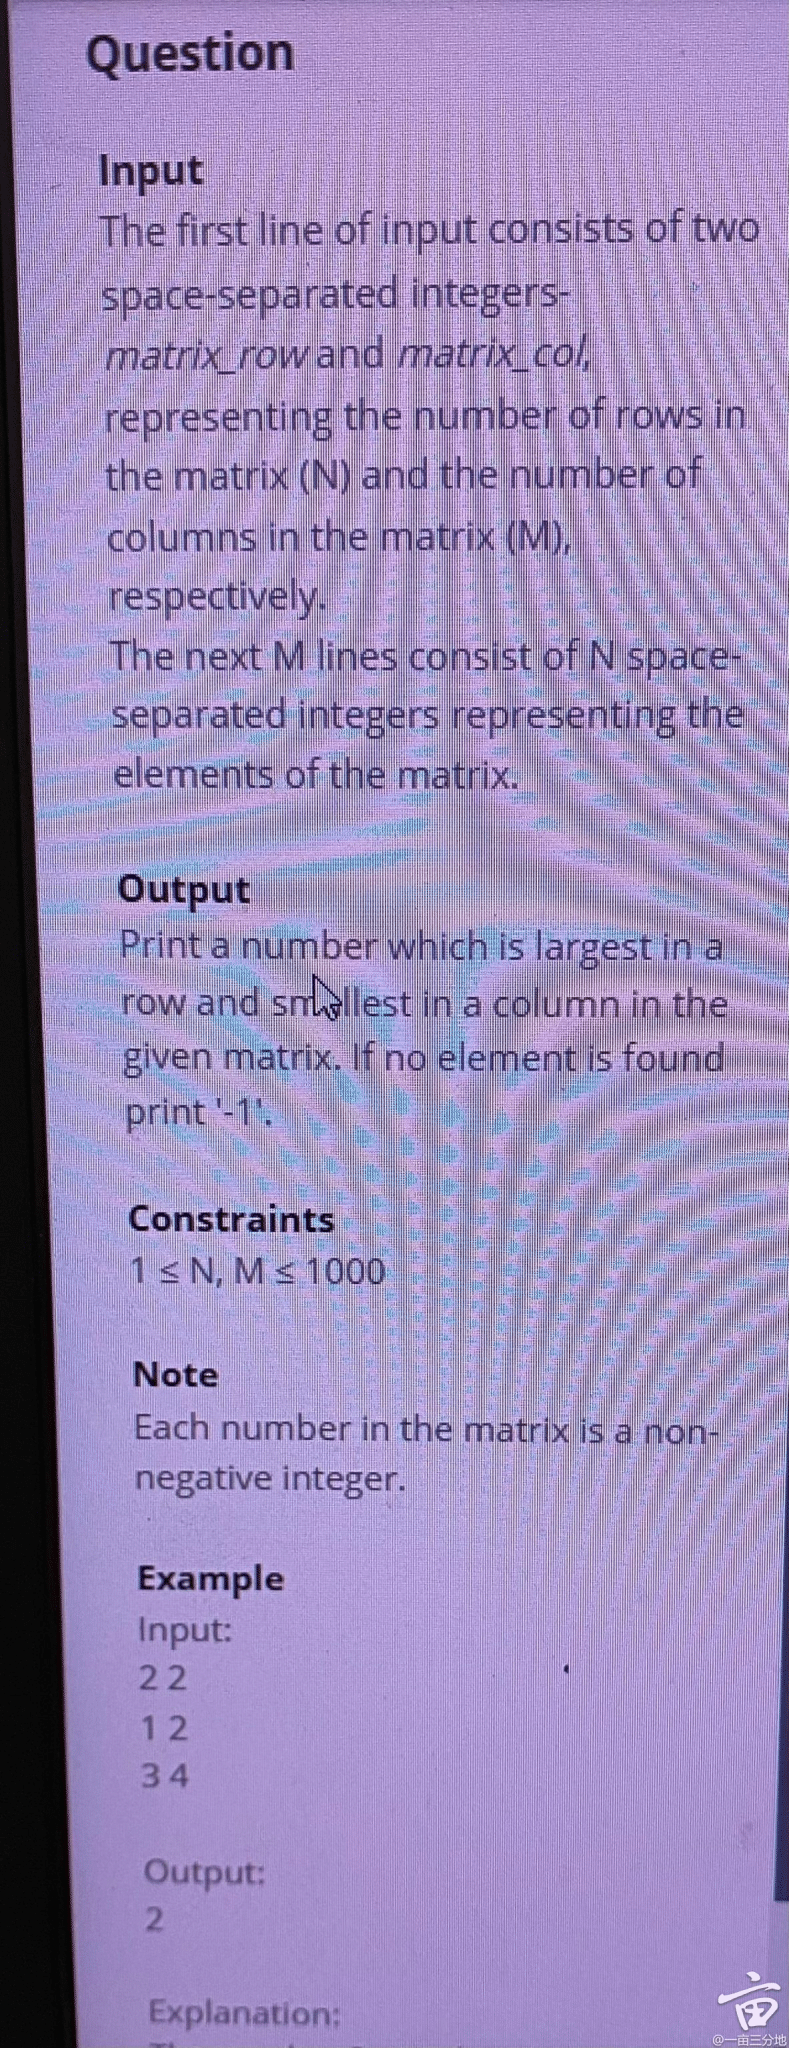 Question
Input
The first line of input consists of two
space-separated integers-
matrix_row and matrix_col,
representing the number of rows in
the matrix (N) and the number of
columns in the matrix (M),
respectively.
The next M lines consist of N space-
separated integers representing the
elements of the matrix.
Output
Print a number which is largest in a
row and smallest in a column in the
given matrix. If no element is found
print '-1'.
Constraints
1 ≤ N, M ≤ 1000
Note
Each number in the matrix is a non-
negative integer.
Example
Input:
2 2
1 2
3 4
Output:
2
Explanation:
亩
@一亩三分地